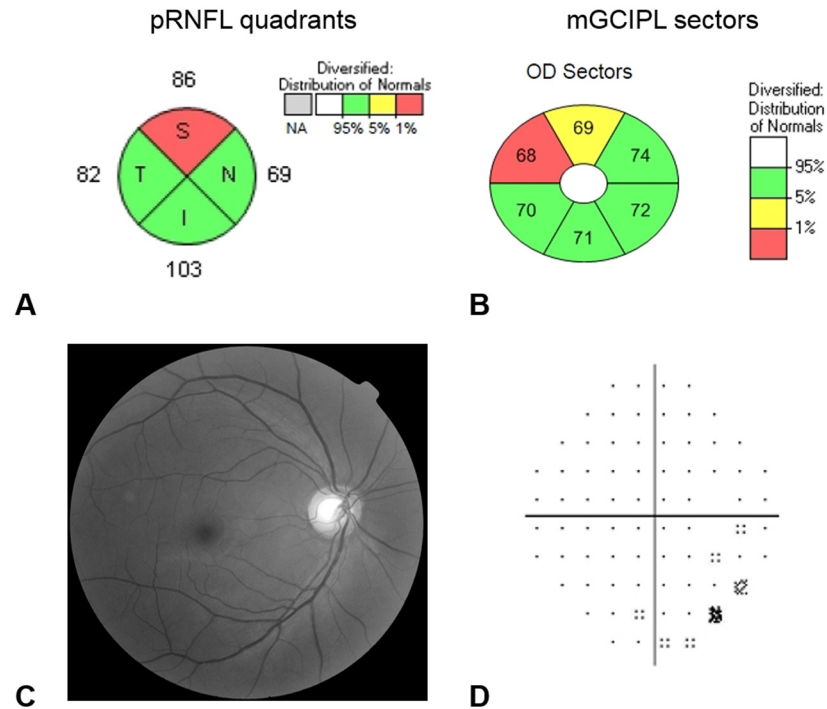 pRNFL quadrants
mGCIPL sectors
86
Diversified:
Distribution of Normals
NA 95% 5% 1%
S
82 T N 69
I
103
A
OD Sectors
69
68 74
70 72
71
Diversified:
Distribution
of Normals
95%
5%
1%
B
C
D